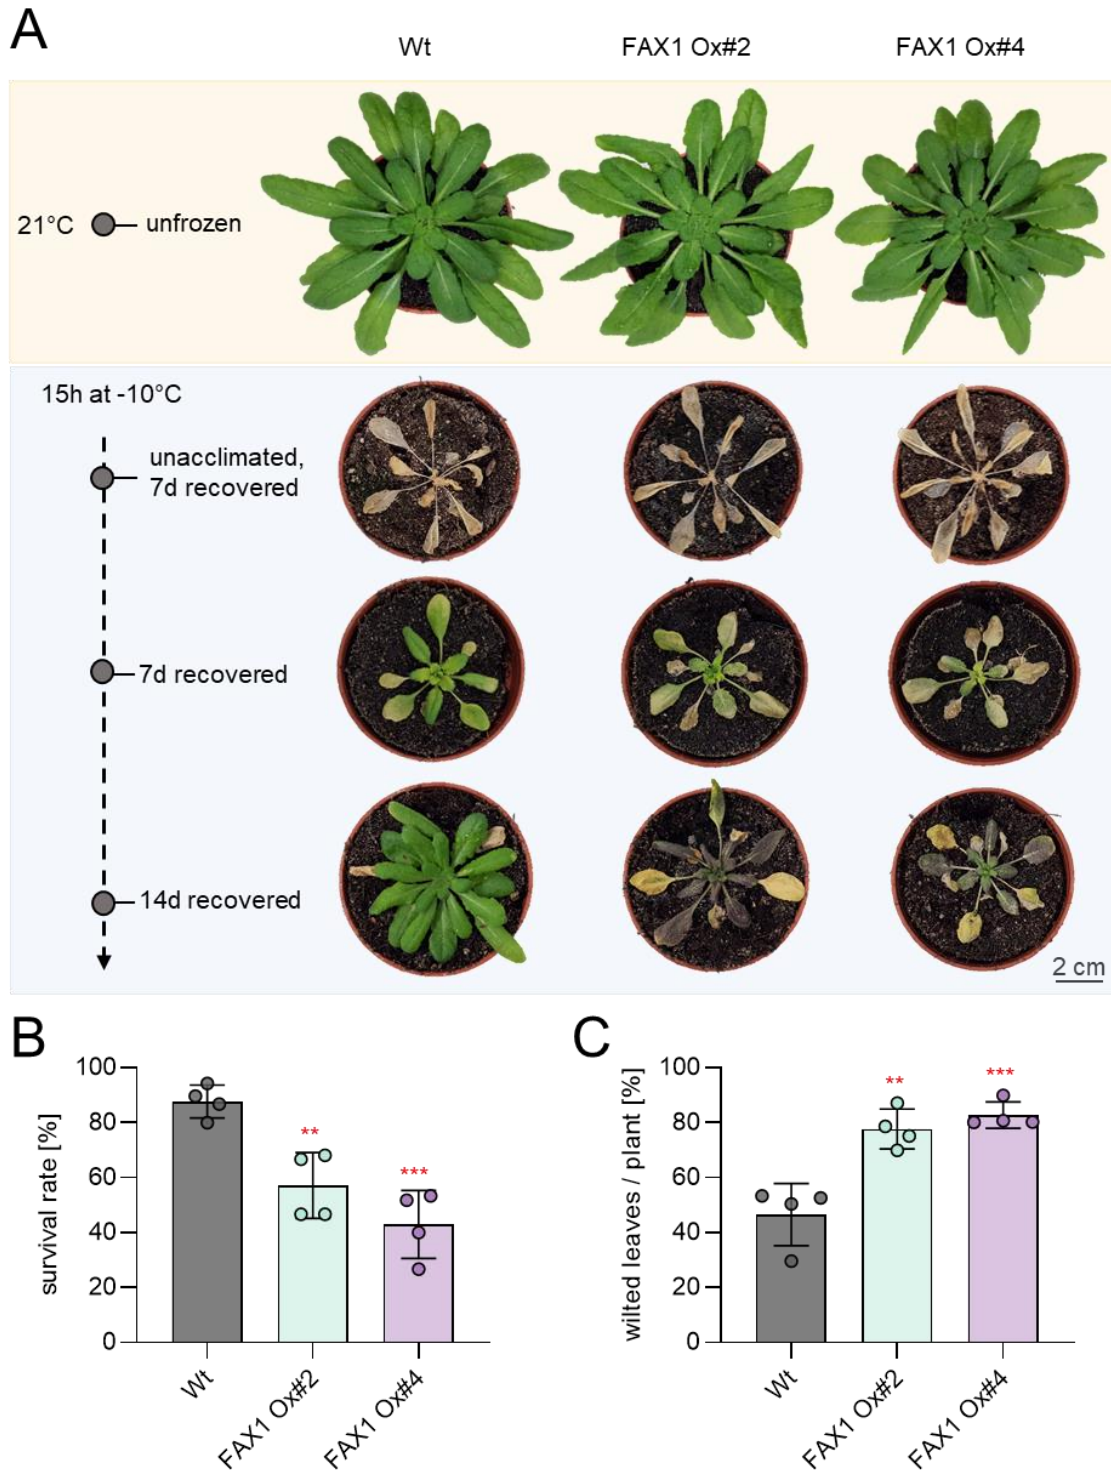 A
Wt FAX1 Ox#2 FAX1 Ox#4
21°C unfrozen
15h at -10°C
unacclimated,
7d recovered
7d recovered
14d recovered
2 cm
B
survival rate [%]
100
80
60
40
20
0
**
***
Wt
FAX1 Ox#2
FAX1 Ox#4
C
wilted leaves / plant [%]
100
80
60
40
20
0
**
***
Wt
FAX1 Ox#2
FAX1 Ox#4